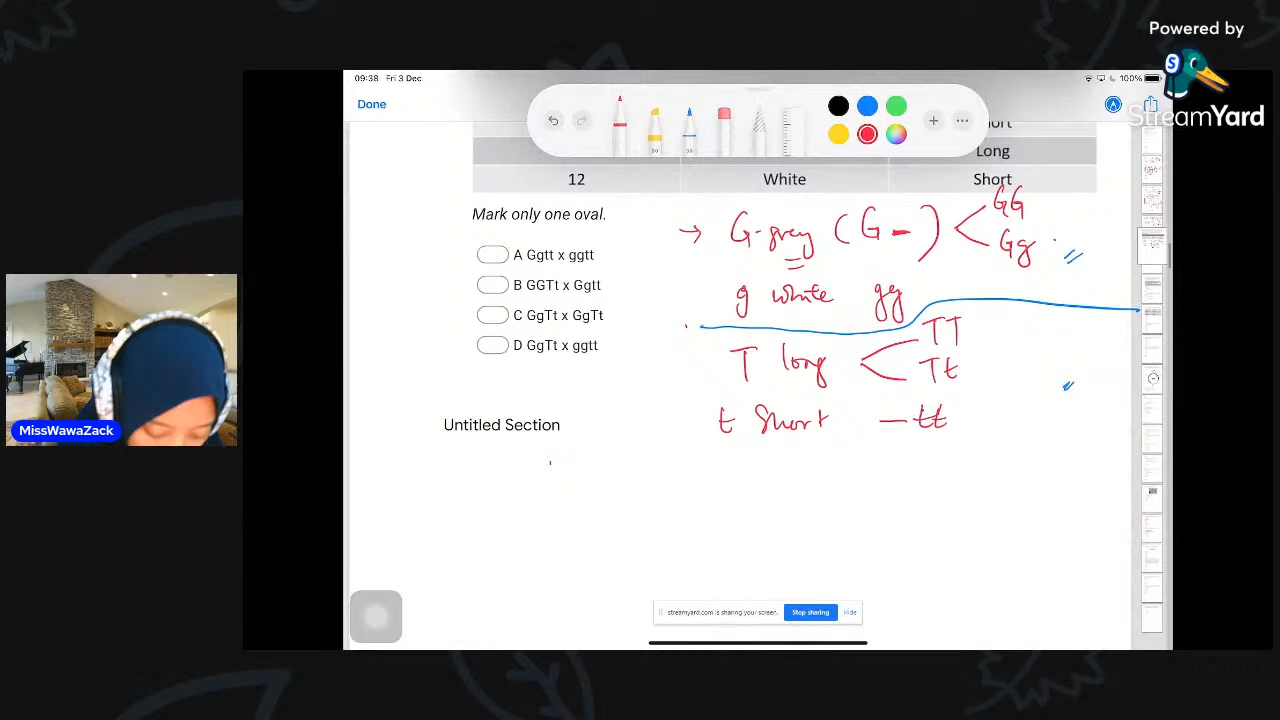 Powered by
StreamYard
09:38 Fri 3 Dec
100%
Done
Long
12 White Short
Mark only one oval.
A Ggtt x ggtt
B GGTt x Ggtt
C GgTt x GgTt
D GgTt x ggtt
Untitled Section
→ G-grey (G-) GG
Gg
g white gg
T long TT
Tt
t Short — tt
MissWawaZack
streamyard.com is sharing your screen. Stop sharing Hide